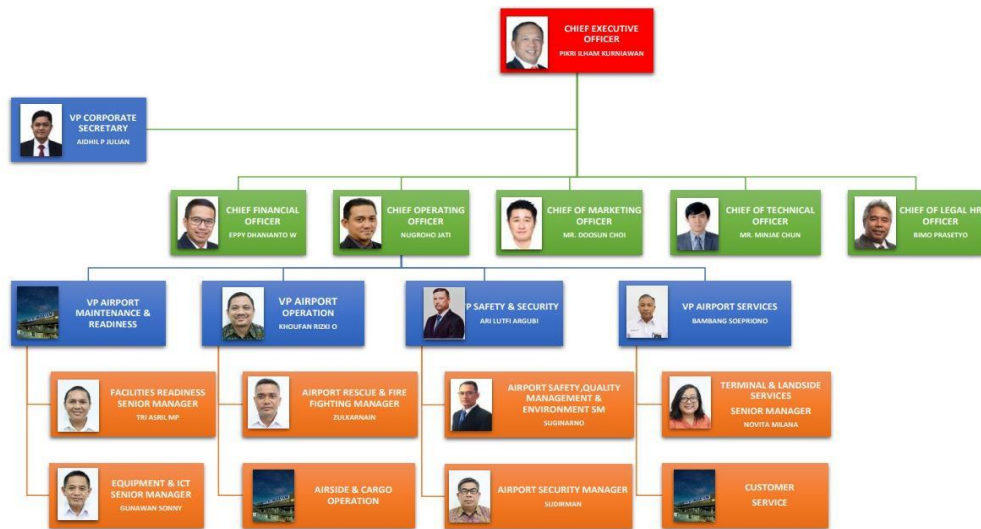 CHIEF EXECUTIVE
OFFICER
PIKRI ILHAM KURNIAWAN
VP CORPORATE
SECRETARY
AIDHIL P JULIAN
CHIEF FINANCIAL
OFFICER
EPPY DHANIANTO W
CHIEF OPERATING
OFFICER
NUGROHO JATI
CHIEF OF MARKETING
OFFICER
MR. DOOSUN CHOI
CHIEF OF TECHNICAL
OFFICER
MR. MINJAE CHUN
CHIEF OF LEGAL HR
OFFICER
BIMO PRASETYO
VP AIRPORT
MAINTENANCE &
READINESS
VP AIRPORT
OPERATION
KHOUFAN RIZKI O
VP SAFETY & SECURITY
ARI LUTFI ARGUBI
VP AIRPORT SERVICES
BAMBANG SOEPRIONO
FACILITIES READINESS
SENIOR MANAGER
TRI ASRIL MP
AIRPORT RESCUE & FIRE
FIGHTING MANAGER
ZULKARNAIN
AIRPORT SAFETY,QUALITY
MANAGEMENT &
ENVIRONMENT SM
SUGINARNO
TERMINAL & LANDSIDE
SERVICES
SENIOR MANAGER
NOVITA MILANA
EQUIPMENT & ICT
SENIOR MANAGER
GUNAWAN SONNY
AIRSIDE & CARGO
OPERATION
AIRPORT SECURITY MANAGER
SUDIRMAN
CUSTOMER
SERVICE